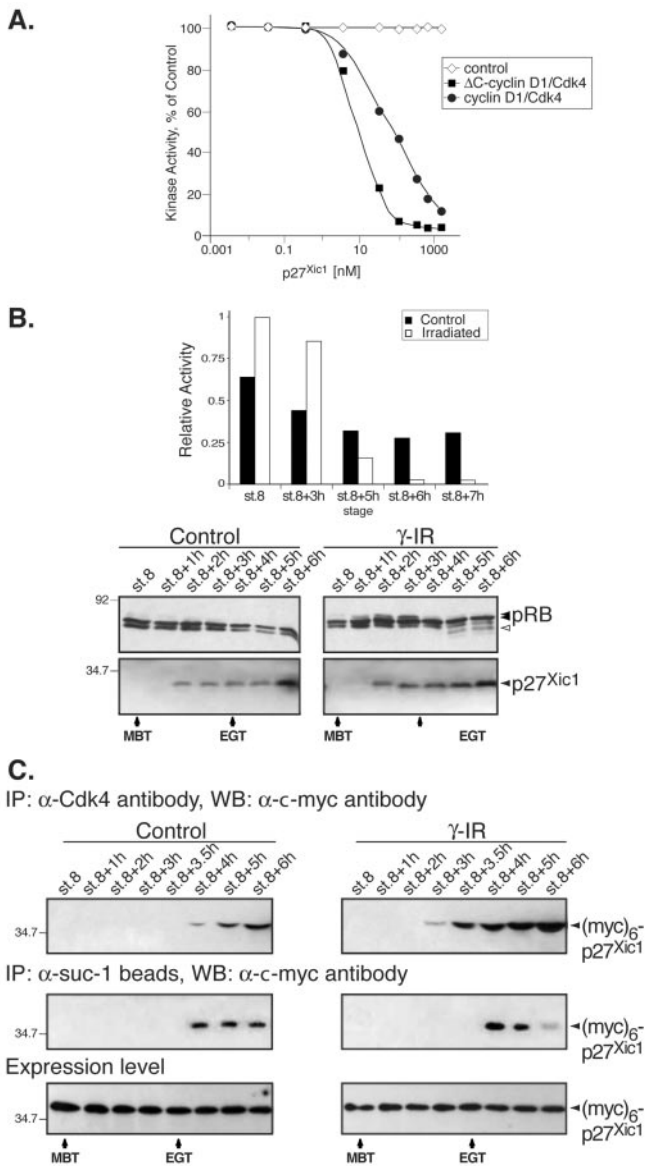 A.
Kinase Activity, % of Control
100
80
60
40
20
0
0.001
0.1
10
1000
p27Xic1 [nM]
control
ΔC-cyclin D1/Cdk4
cyclin D1/Cdk4
B.
Relative Activity
1
0.75
0.5
0.25
0
Control
Irradiated
st.8 st.8+3h st.8+5h st.8+6h st.8+7h
stage
Control γ-IR
st.8 st.8+1h st.8+2h st.8+3h st.8+4h st.8+5h st.8+6h
st.8 st.8+1h st.8+2h st.8+3h st.8+4h st.8+5h st.8+6h
92
pRB
34.7
p27Xic1
MBT EGT MBT EGT
C.
IP: α-Cdk4 antibody, WB: α-c-myc antibody
Control γ-IR
st.8 st.8+1h st.8+2h st.8+3h st.8+3.5h st.8+4h st.8+5h st.8+6h
st.8 st.8+1h st.8+2h st.8+3h st.8+3.5h st.8+4h st.8+5h st.8+6h
34.7 34.7 (myc)6-
p27Xic1
IP: α-suc-1 beads, WB: α-c-myc antibody
34.7 34.7 (myc)6-
p27Xic1
Expression level
34.7 34.7 (myc)6-
p27Xic1
MBT EGT MBT EGT